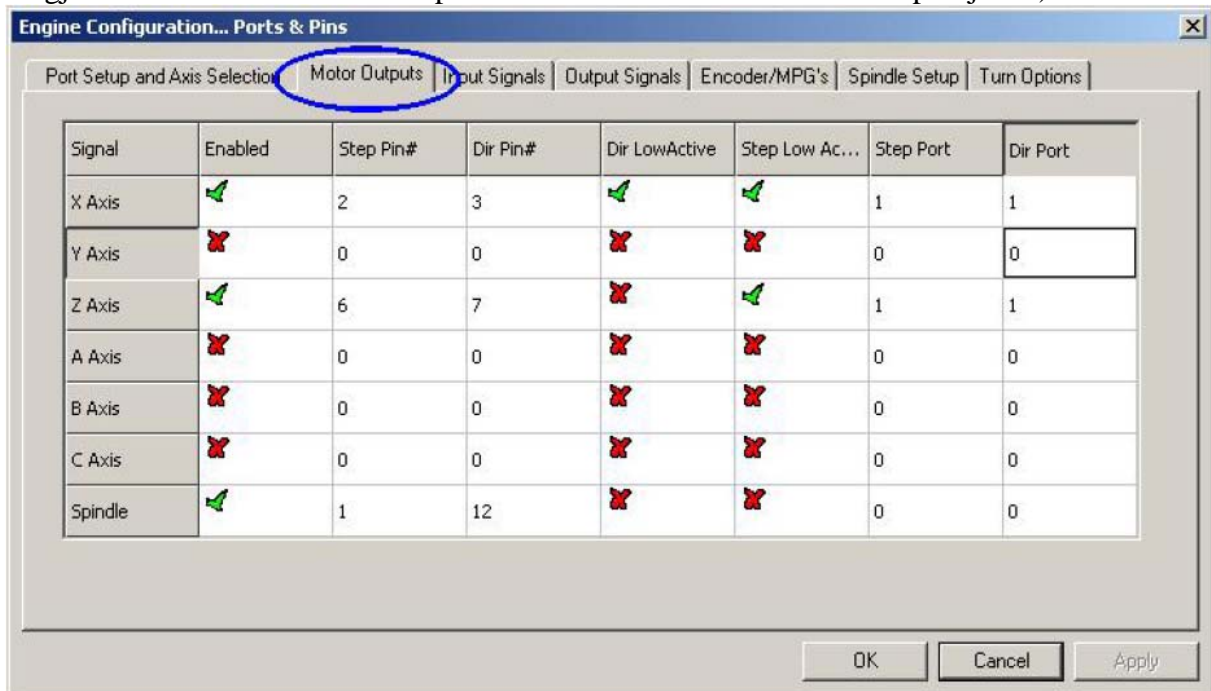 Engine Configuration... Ports & Pins
Port Setup and Axis Selection Motor Outputs Input Signals Output Signals Encoder/MPG's Spindle Setup Turn Options
Signal Enabled Step Pin# Dir Pin# Dir LowActive Step Low Ac... Step Port Dir Port
X Axis 2 3 1 1
Y Axis 0 0 0 0
Z Axis 6 7 1 1
A Axis 0 0 0 0
B Axis 0 0 0 0
C Axis 0 0 0 0
Spindle 1 12 0 0
OK Cancel Apply